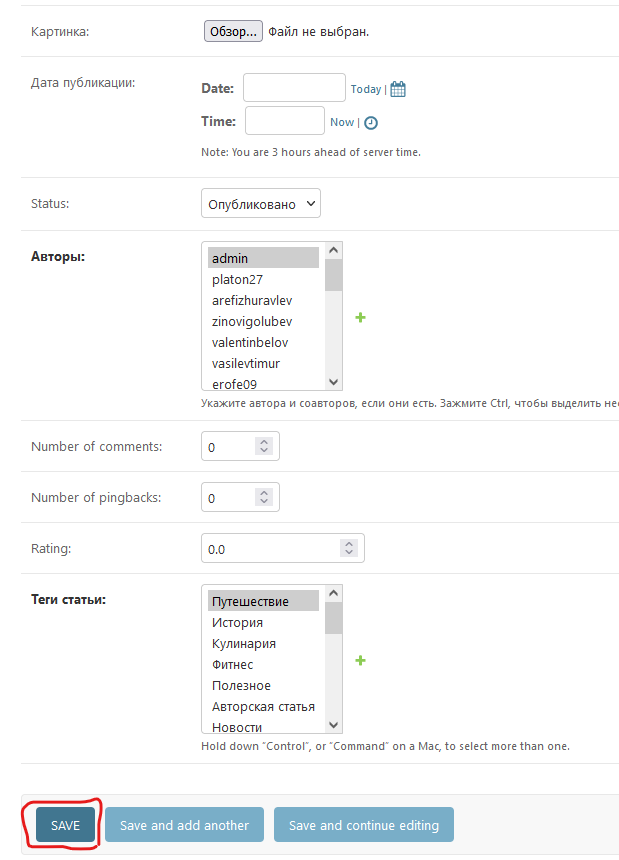 Картинка: Обзор... Файл не выбран.
Дата публикации: Date: Today |
Time: Now |
Note: You are 3 hours ahead of server time.
Status: Опубликовано
Авторы: admin
platon27
arefizhuravlev
zinovigolubev
valentinbelov
vasilevtimur
erofe09
Укажите автора и соавторов, если они есть. Зажмите Ctrl, чтобы выделить
Number of comments: 0
Number of pingbacks: 0
Rating: 0.0
Теги статьи: Путешествие
История
Кулинария
Фитнес
Полезное
Авторская статья
Новости
Hold down “Control”, or “Command” on a Mac, to select more than one.
SAVE Save and add another Save and continue editing